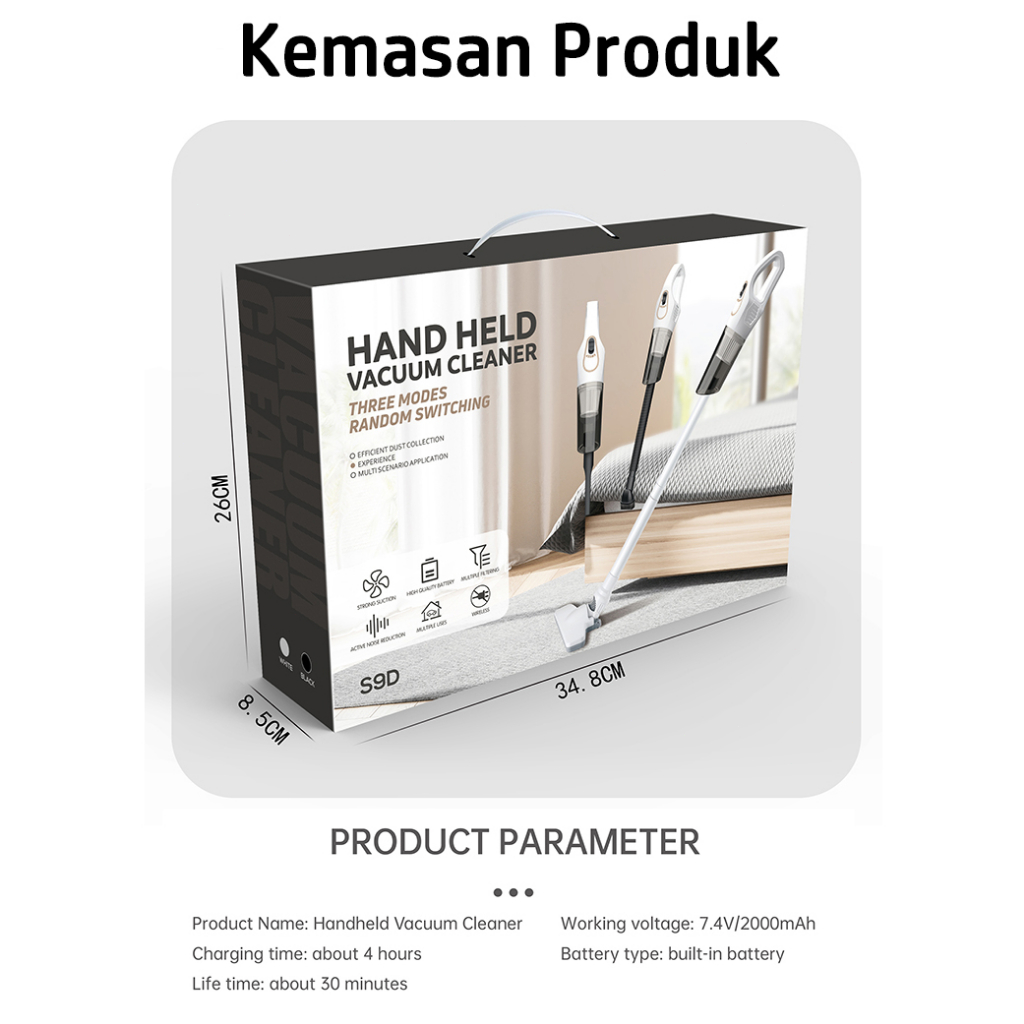 Kemasan Produk
VACUUM
CLEANER
HAND HELD
VACUUM CLEANER
THREE MODES
RANDOM SWITCHING
EFFICIENT DUST COLLECTION
EXPERIENCE
MULTI SCENARIO APPLICATION
STRONG SUCTION
HIGH QUALITY BATTERY
MULTIPLE FILTERING
ACTIVE NOISE REDUCTION
MULTIPLE USES
WIRELESS
WHITE
BLACK
S9D
26CM
8.5CM
34.8CM
PRODUCT PARAMETER
Product Name: Handheld Vacuum Cleaner
Working voltage: 7.4V/2000mAh
Charging time: about 4 hours
Battery type: built-in battery
Life time: about 30 minutes